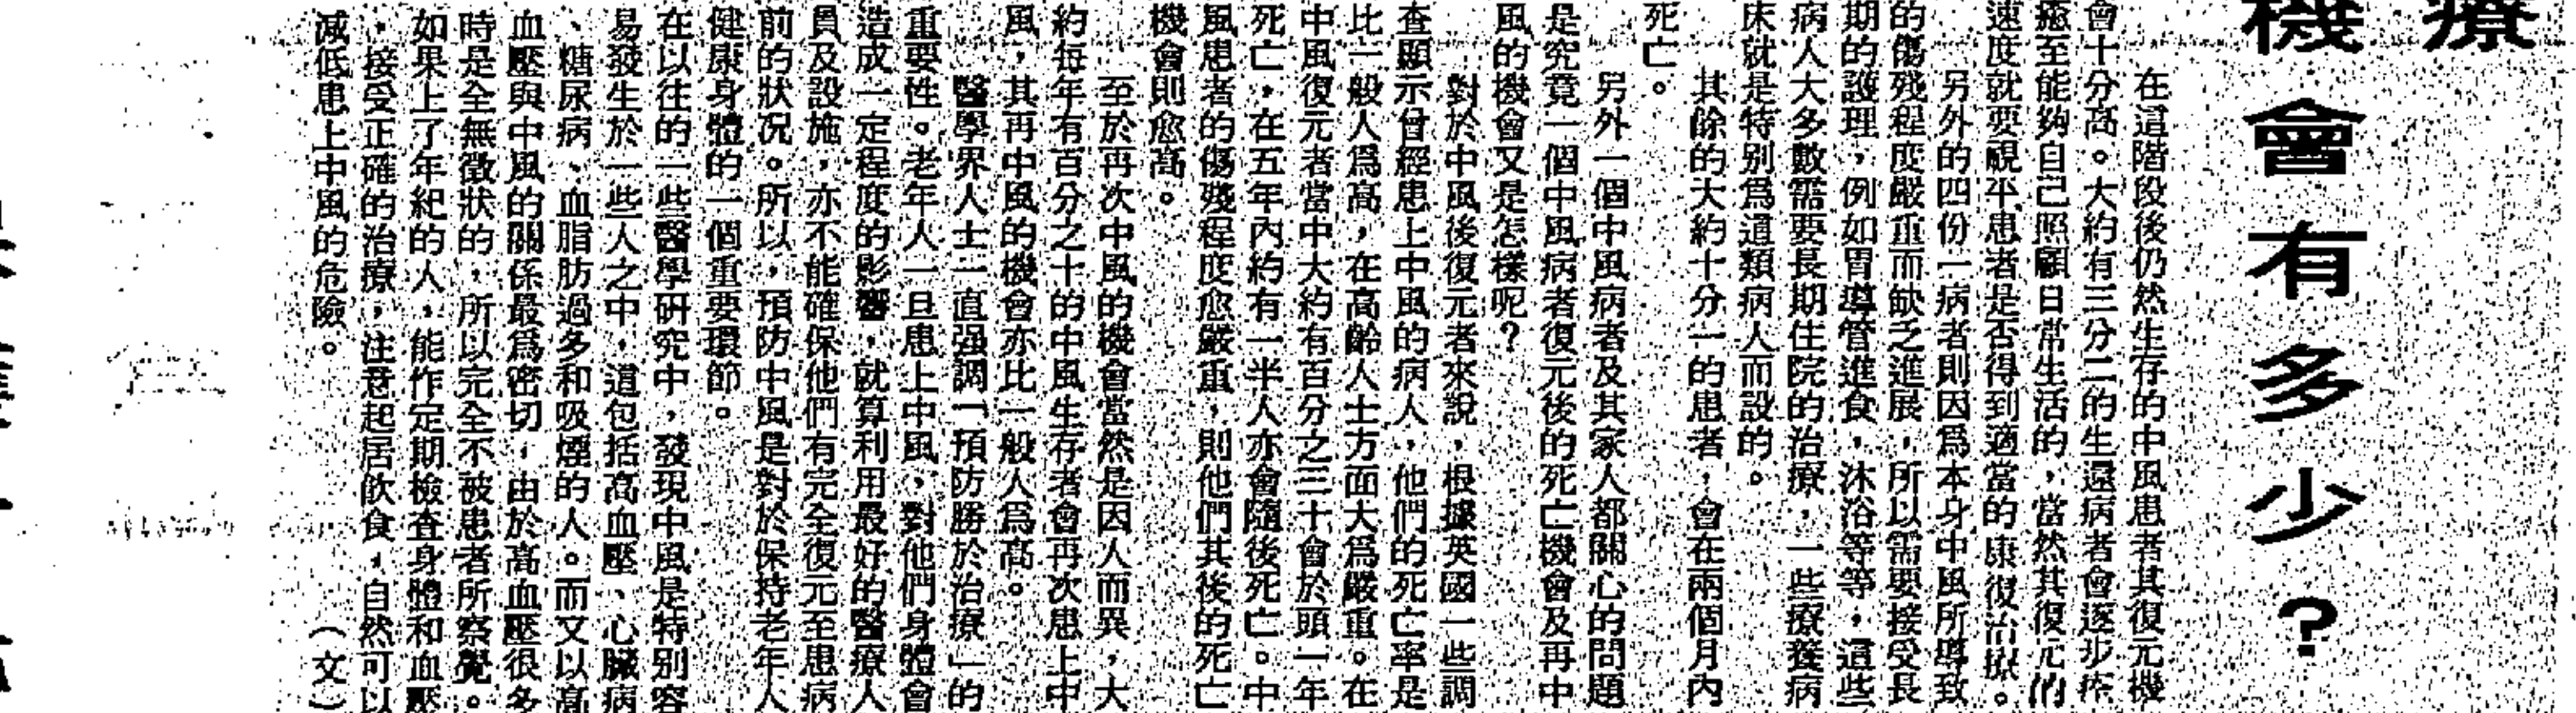 療
機會有多少?
在這階段後仍然生存的中風患者其復元機
會十分高。大約有三分二的生還病者會逐步痊
癒至能夠自己照顧日常生活的,當然其復元的
速度就要視乎患者是否得到適當的康復治療。
另外的四份一病者則因為本身中風所導致
的傷殘程度嚴重而缺乏進展,所以需要接受長
期的護理,例如胃導管進食,沐浴等等,這些
病人大多數需要長期住院的治療,一些療養病
床就是特別為這類病人而設的。
其餘的大約十分一的患者,會在兩個月內
死亡。
另外一個中風病者及其家人都關心的問題
是究竟一個中風病者復元後的死亡機會及再中
風的機會又是怎樣呢?
對於中風後復元者來說,根據英國一些調
查顯示曾經患上中風的病人,他們的死亡率是
比一般人為高,在高齡人士方面大為嚴重。在
中風復元者當中大約有百分之三十會於頭一年
死亡,在五年內約有一半人亦會隨後死亡。中
風患者的傷殘程度愈嚴重,則他們其後的死亡
機會則愈高。
至於再次中風的機會當然是因人而異,大
約每年有百分之十的中風生存者會再次患上中
風,其再中風的機會亦比一般人為高。
醫學界人士一直强調「預防勝於治療」的
重要性。老年人一旦患上中風,對他們身體會
造成一定程度的影響,就算利用最好的醫療人
員及設施,亦不能確保他們有完全復元至患病
前的狀况。所以,預防中風是對於保持老年人
健康身體的一個重要環節。
在以往的一些醫學研究中,發現中風是特別容
易發生於一些人之中,這包括高血壓、心臟病
、糖尿病、血脂肪過多和吸煙的人。而又以高
血壓與中風的關係最為密切,由於高血壓很多
時是全無徵狀的,所以完全不被患者所察覺。
如果上了年紀的人,能作定期檢查身體和血壓
,接受正確的治療,注意起居飲食,自然可以
減低患上中風的危險。
(文)